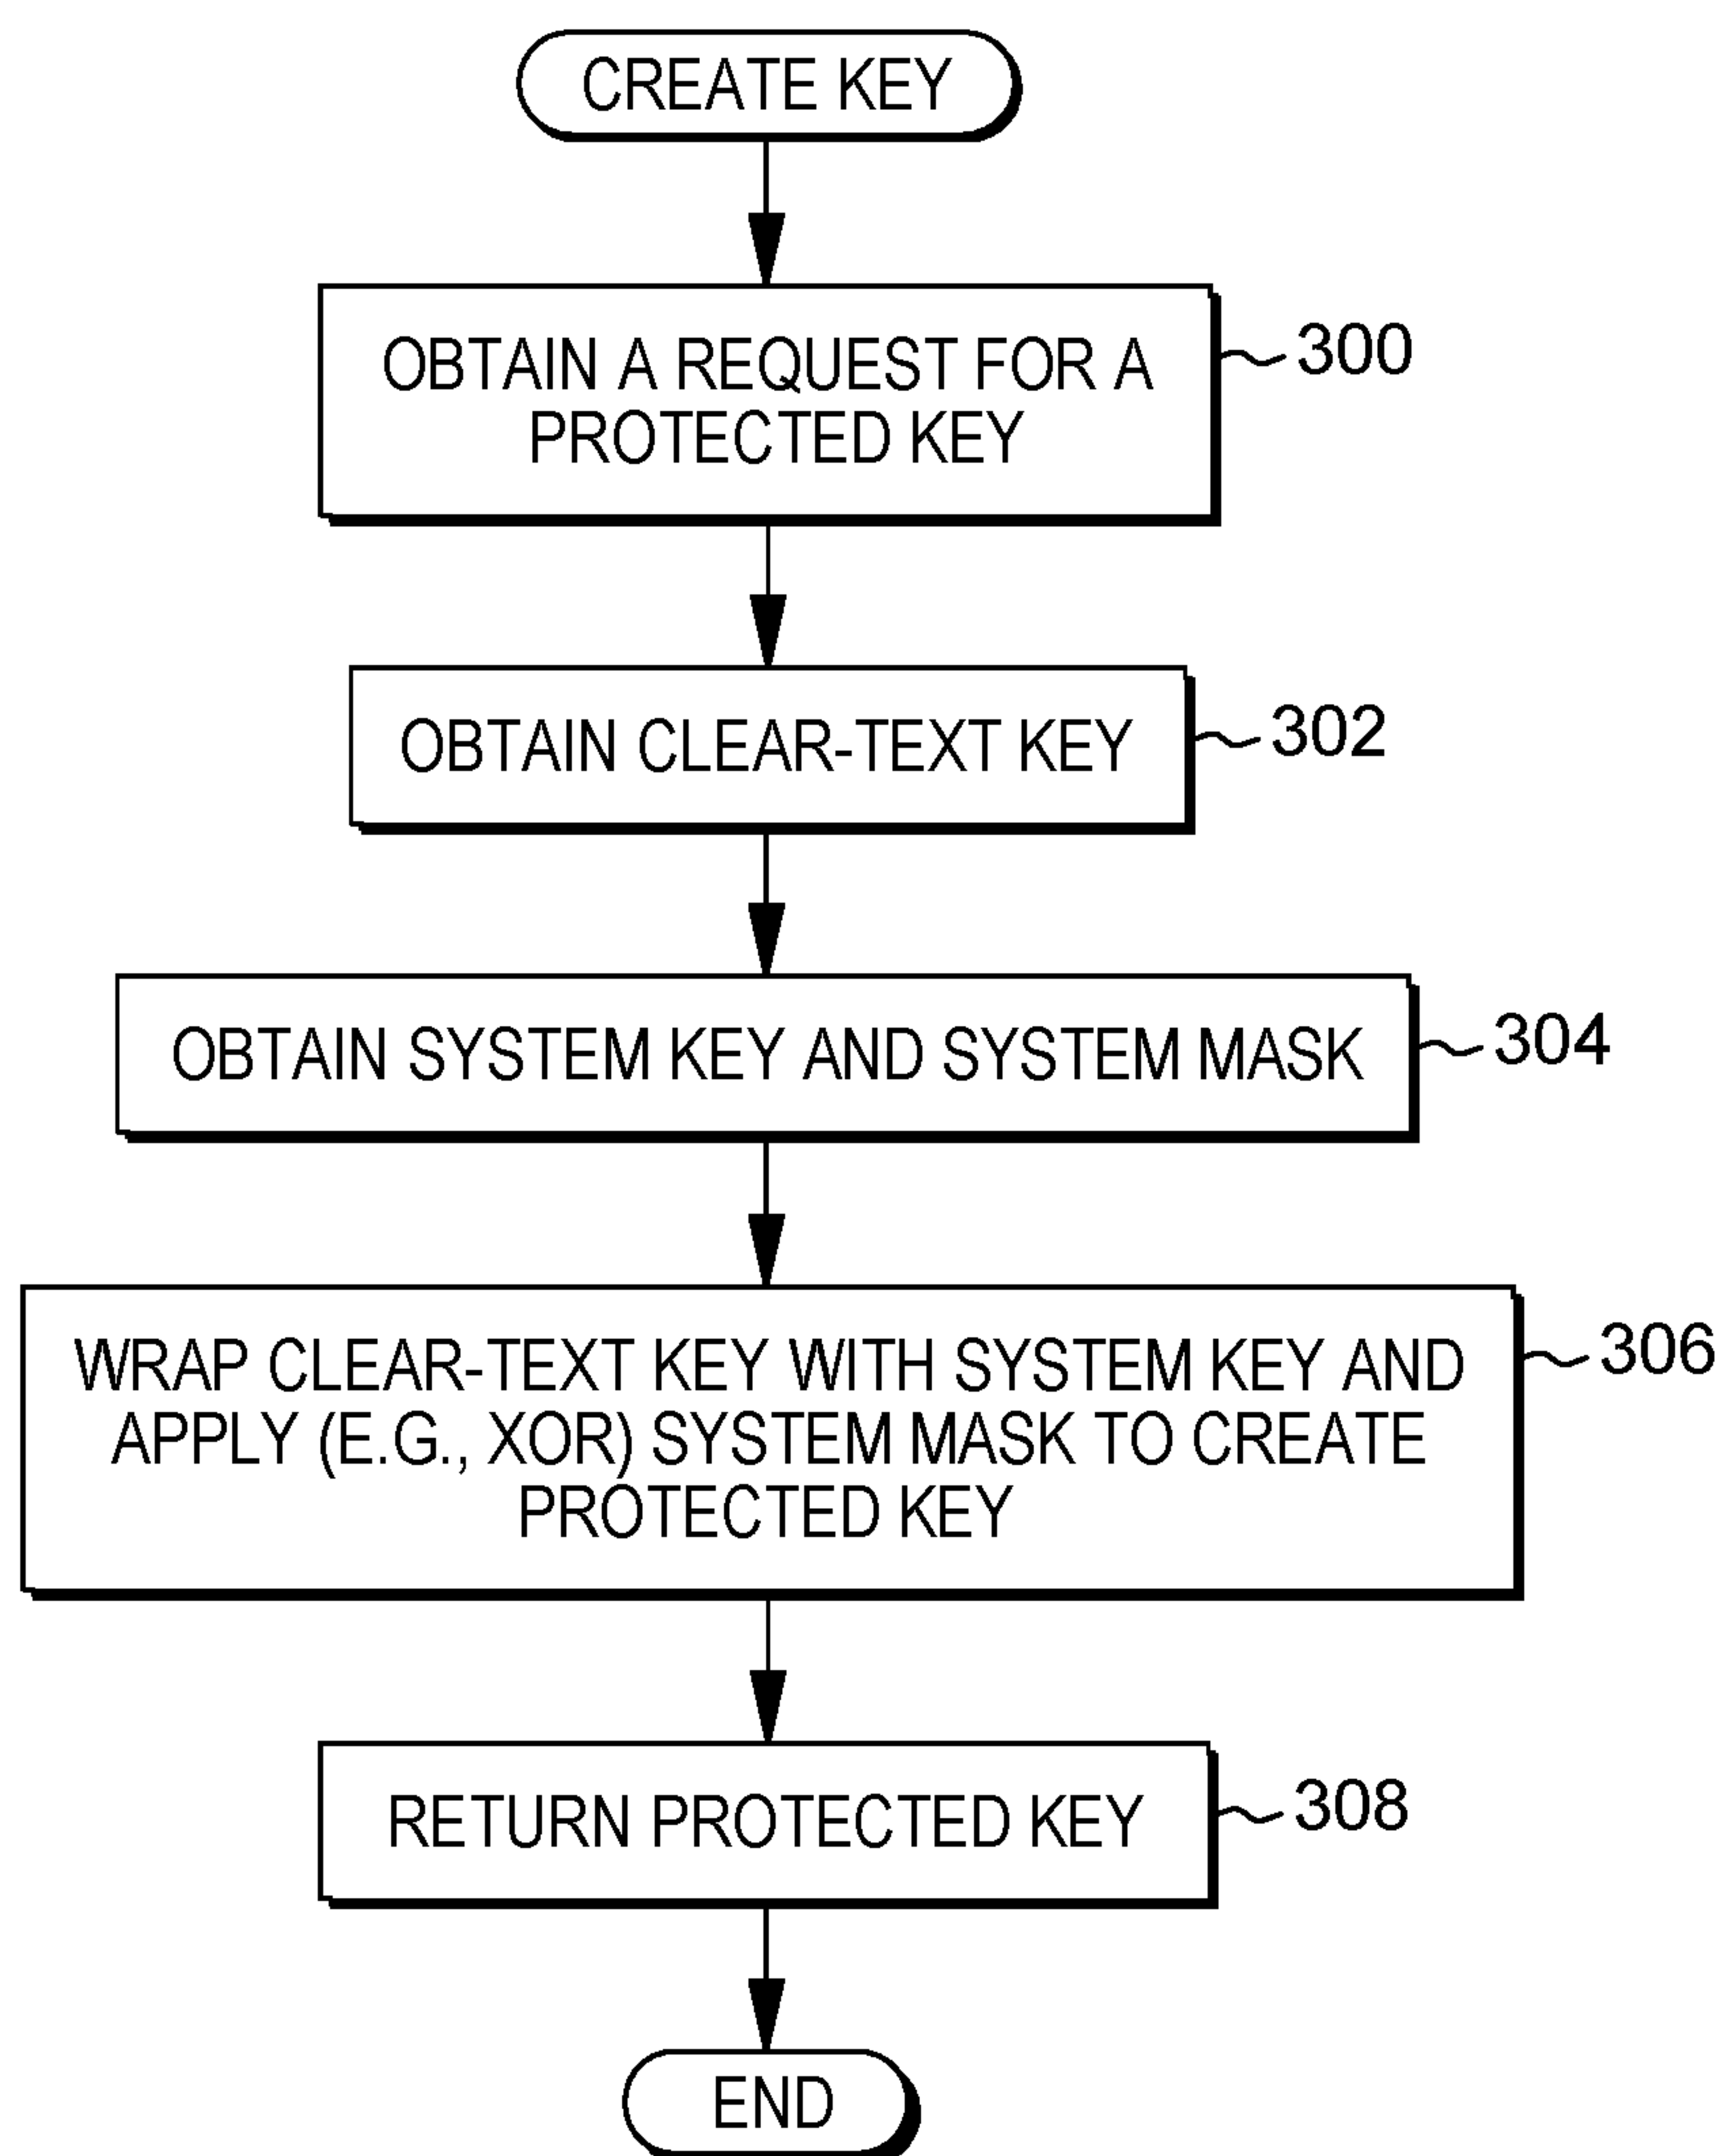 CREATE KEY
OBTAIN A REQUEST FOR A
PROTECTED KEY
300
OBTAIN CLEAR-TEXT KEY
302
OBTAIN SYSTEM KEY AND SYSTEM MASK
304
WRAP CLEAR-TEXT KEY WITH SYSTEM KEY AND
APPLY (E.G., XOR) SYSTEM MASK TO CREATE
PROTECTED KEY
306
RETURN PROTECTED KEY
308
END